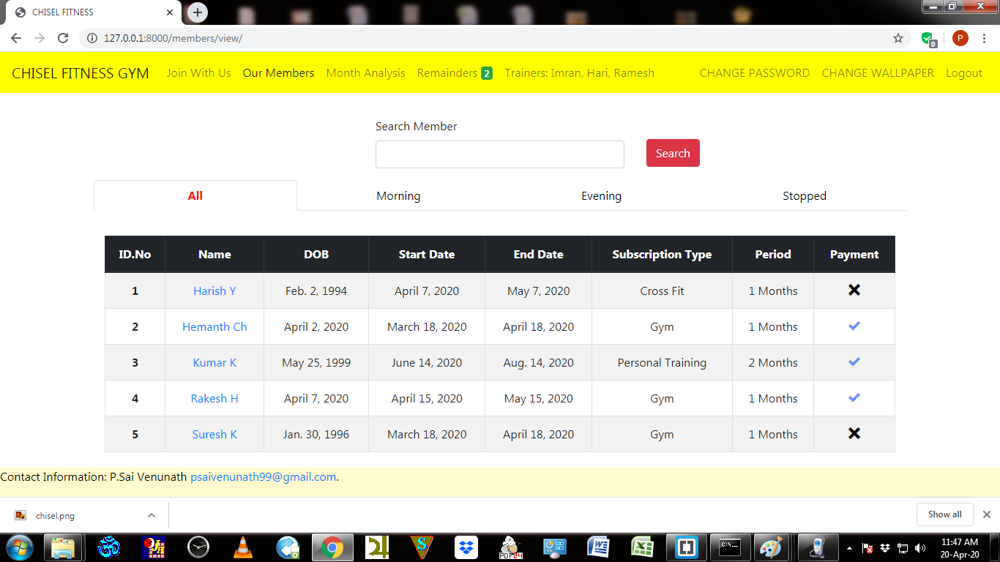 CHISEL FITNESS
127.0.0.1:8000/members/view/
0 P
CHISEL FITNESS GYM Join With Us Our Members Month Analysis Remainders 2 Trainers: Imran, Hari, Ramesh CHANGE PASSWORD CHANGE WALLPAPER Logout
Search Member
Search
All Morning Evening Stopped
ID.No Name DOB Start Date End Date Subscription Type Period Payment
1 Harish Y Feb. 2, 1994 April 7, 2020 May 7, 2020 Cross Fit 1 Months
2 Hemanth Ch April 2, 2020 March 18, 2020 April 18, 2020 Gym 1 Months
3 Kumar K May 25, 1999 June 14, 2020 Aug. 14, 2020 Personal Training 2 Months
4 Rakesh H April 7, 2020 April 15, 2020 May 15, 2020 Gym 1 Months
5 Suresh K Jan. 30, 1996 March 18, 2020 April 18, 2020 Gym 1 Months
Contact Information: P.Sai Venunath psaivenunath99@gmail.com.
chisel.png Show all
PDF24
11:47 AM
20-Apr-20